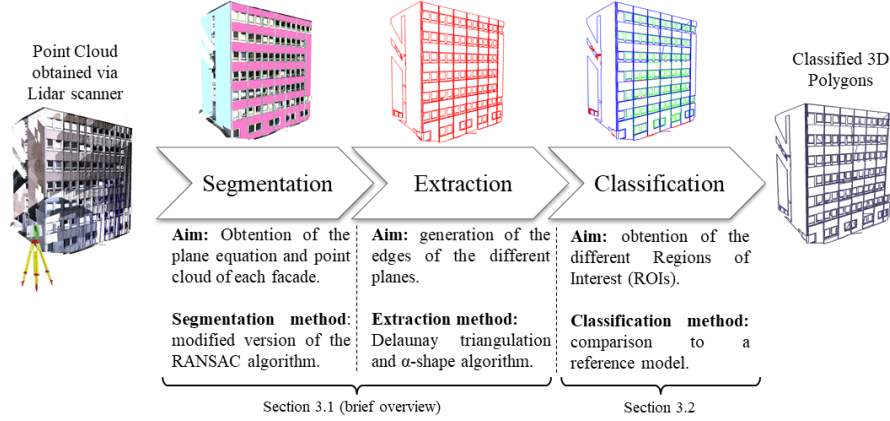 Point Cloud
obtained via
Lidar scanner
Classified 3D
Polygons
Segmentation
Extraction
Classification
Aim: Obtention of the
plane equation and point
cloud of each facade.
Segmentation method:
modified version of the
RANSAC algorithm.
Aim: generation of the
edges of the different
planes.
Extraction method:
Delaunay triangulation
and α-shape algorithm.
Aim: obtention of the
different Regions of
Interest (ROIs).
Classification method:
comparison to a
reference model.
Section 3.1 (brief overview)
Section 3.2